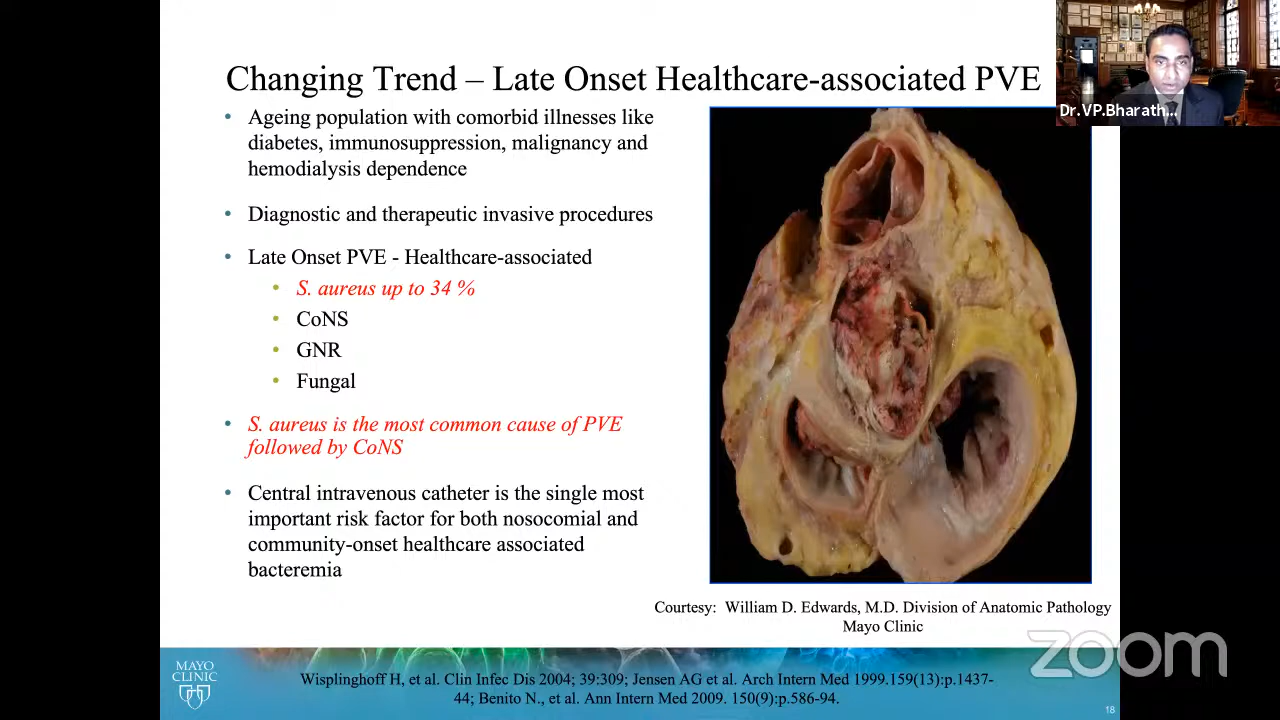 Changing Trend – Late Onset Healthcare-associated PVE
Dr.VP.Bharath...
• Ageing population with comorbid illnesses like
diabetes, immunosuppression, malignancy and
hemodialysis dependence
• Diagnostic and therapeutic invasive procedures
• Late Onset PVE - Healthcare-associated
• S. aureus up to 34 %
• CoNS
• GNR
• Fungal
• S. aureus is the most common cause of PVE
followed by CoNS
• Central intravenous catheter is the single most
important risk factor for both nosocomial and
community-onset healthcare associated
bacteremia
Courtesy: William D. Edwards, M.D. Division of Anatomic Pathology
Mayo Clinic
zoom
MAYO
CLINIC
Wisplinghoff H, et al. Clin Infec Dis 2004; 39:309; Jensen AG et al. Arch Intern Med 1999.159(13):p.1437-
44; Benito N., et al. Ann Intern Med 2009. 150(9):p.586-94.
18